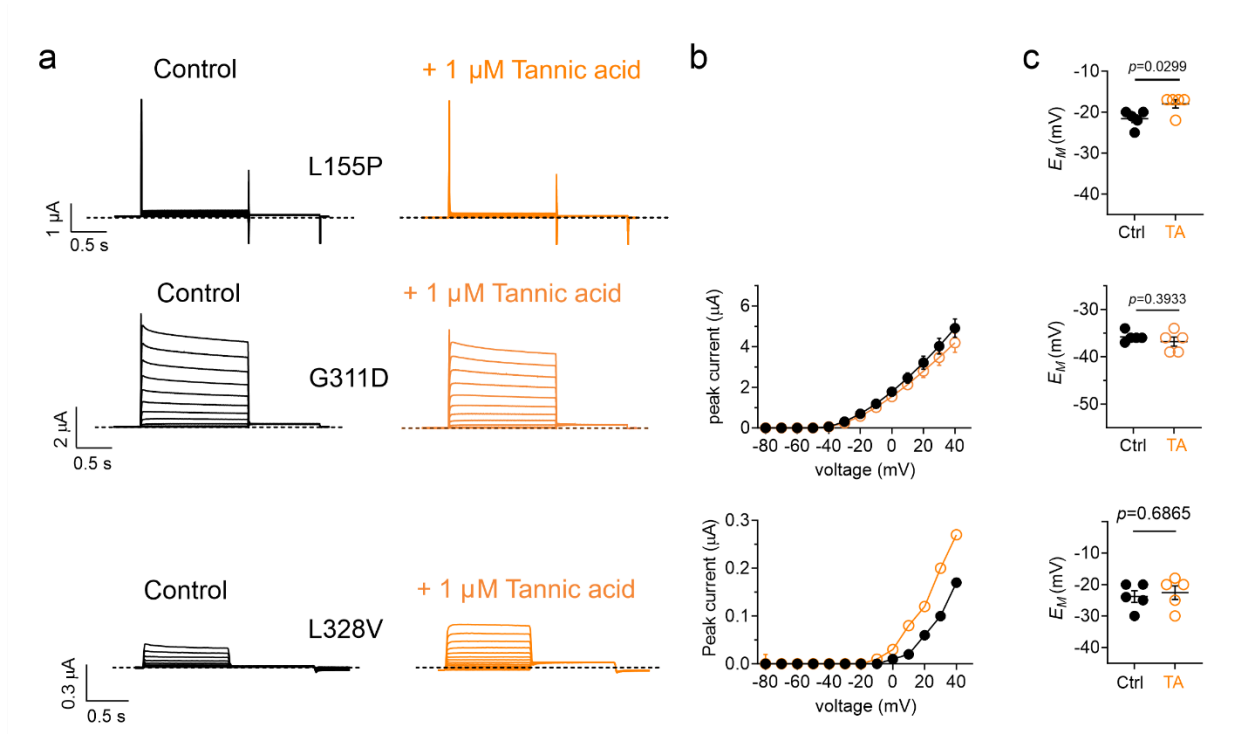 a
b
c
Control
+ 1 µM Tannic acid
L155P
1 µA
0.5 s
p=0.0299
-10
-20
-30
-40
E_M (mV)
Ctrl
TA
Control
+ 1 µM Tannic acid
G311D
2 µA
0.5 s
peak current (µA)
6
4
2
0
-80 -60 -40 -20 0 20 40
voltage (mV)
p=0.3933
-30
-40
-50
E_M (mV)
Ctrl
TA
Control
+ 1 µM Tannic acid
L328V
0.3 µA
0.5 s
Peak current (µA)
0.3
0.2
0.1
0.0
-80 -60 -40 -20 0 20 40
voltage (mV)
p=0.6865
-10
-20
-30
-40
E_M (mV)
Ctrl
TA